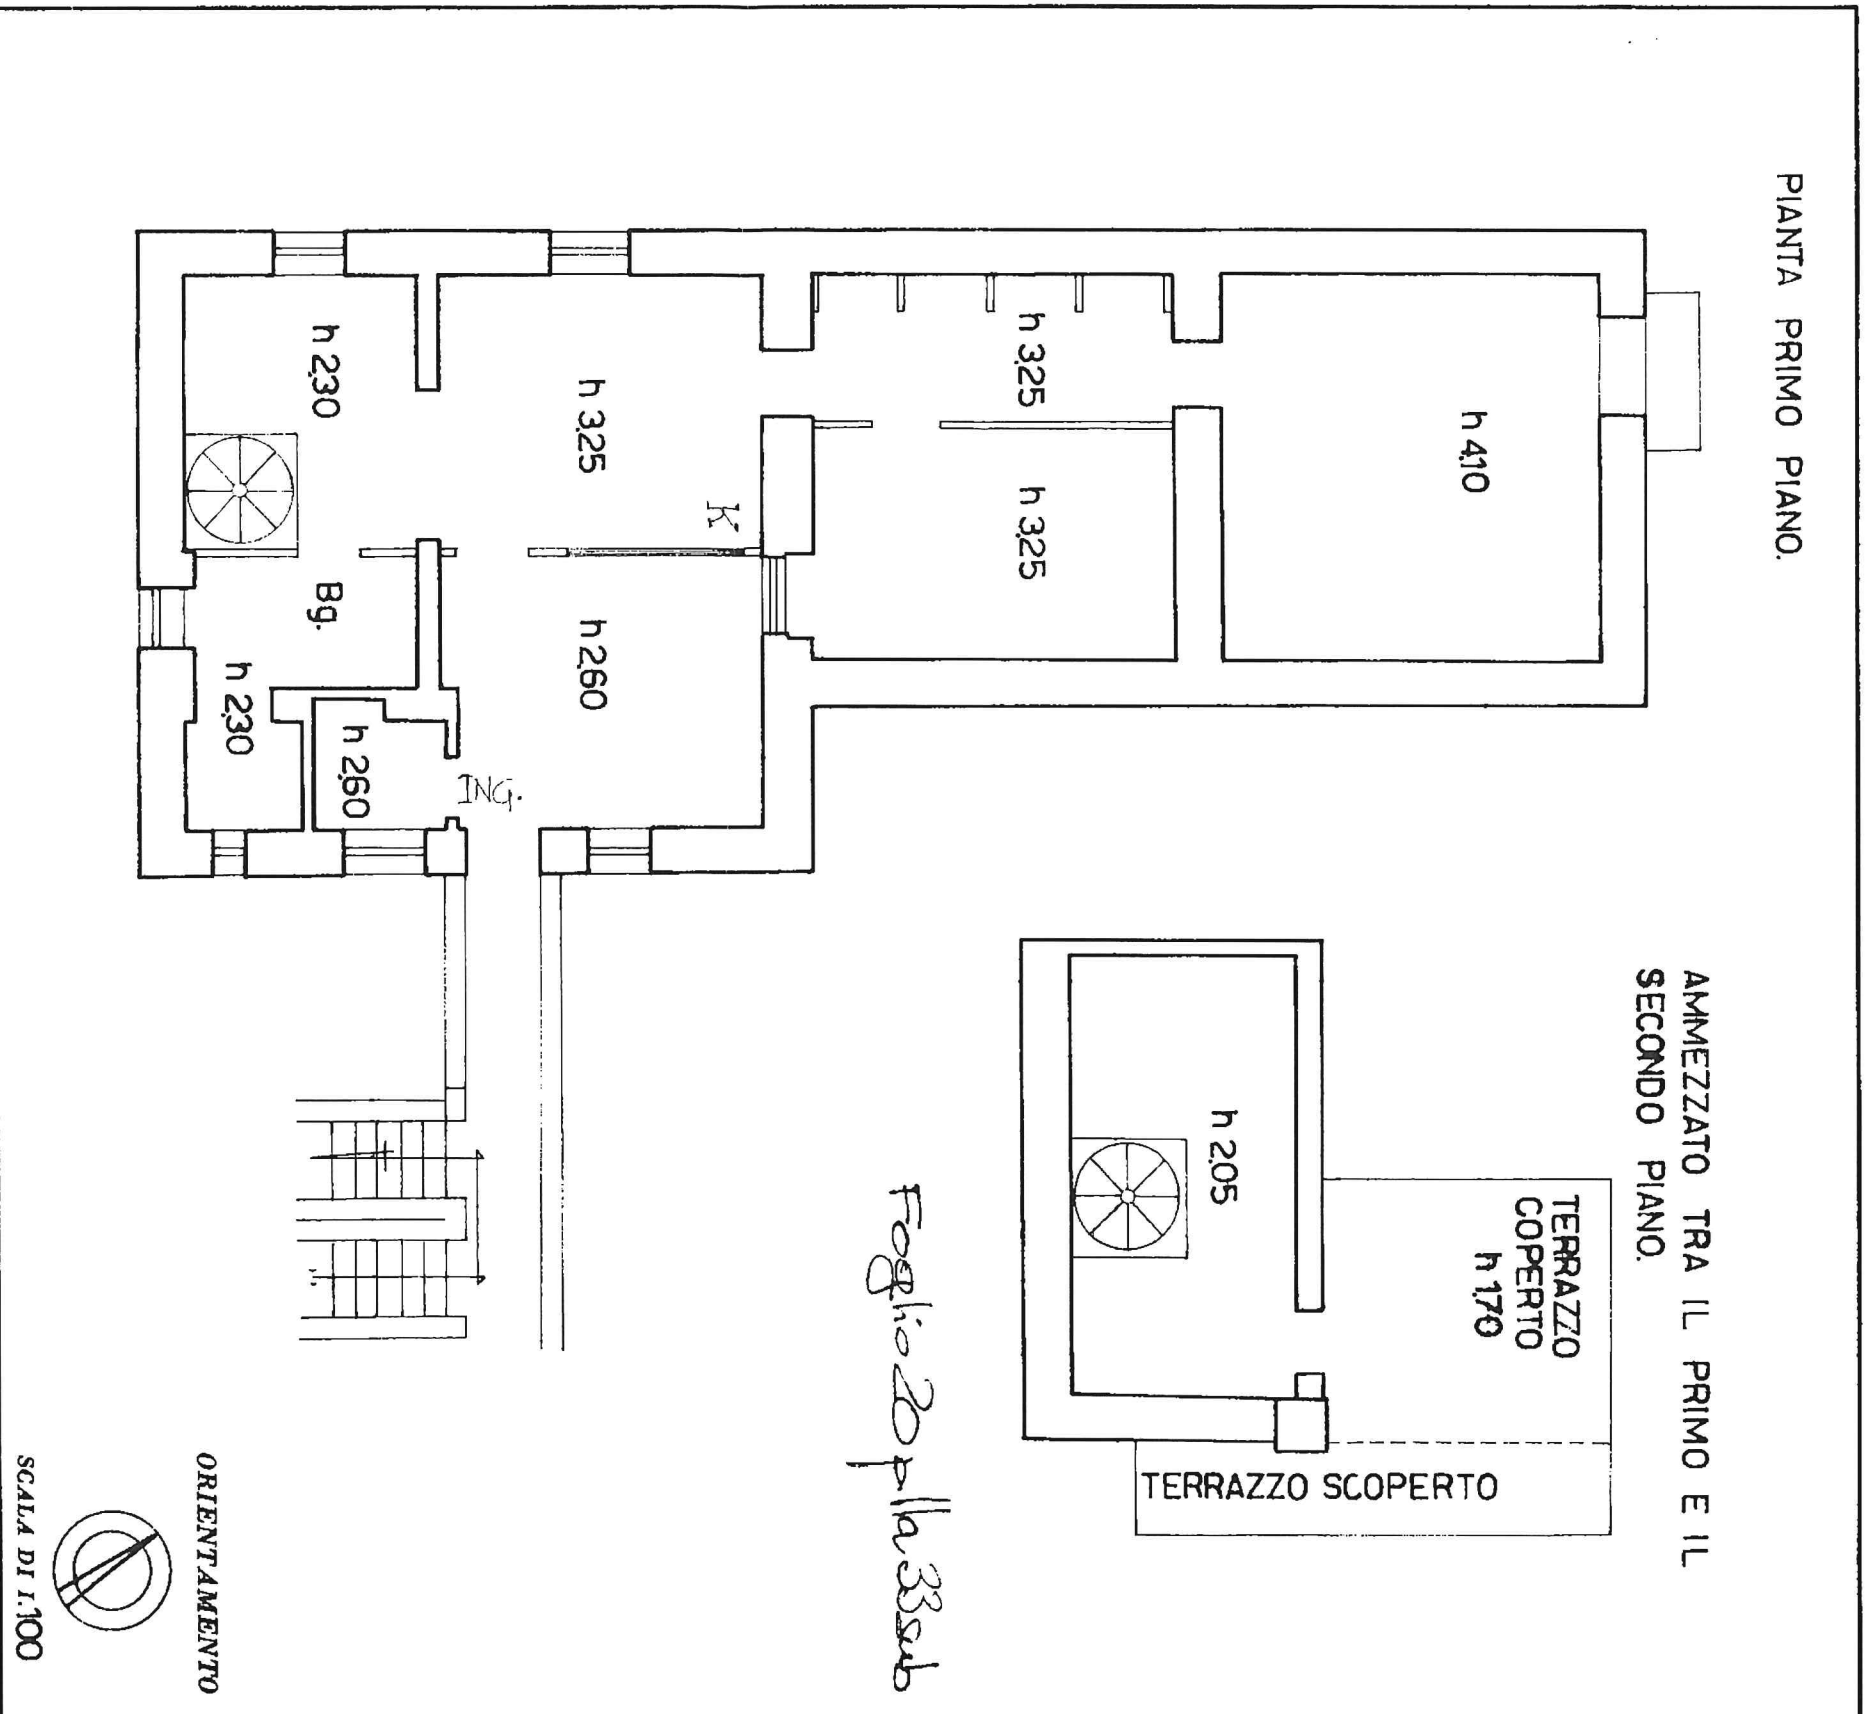 PIANTA PRIMO PIANO.
h 4,10
h 3,25
h 3,25
h 3,25
K
h 2,60
h 2,30
Bg.
h 2,30
h 2,60
ING.
AMMEZZATO TRA IL PRIMO E IL
SECONDO PIANO.
TERRAZZO
COPERTO
h 1,70
h 2,05
TERRAZZO SCOPERTO
Foglio 20 p.lla 33 sub
ORIENTAMENTO
SCALA DI 1:100